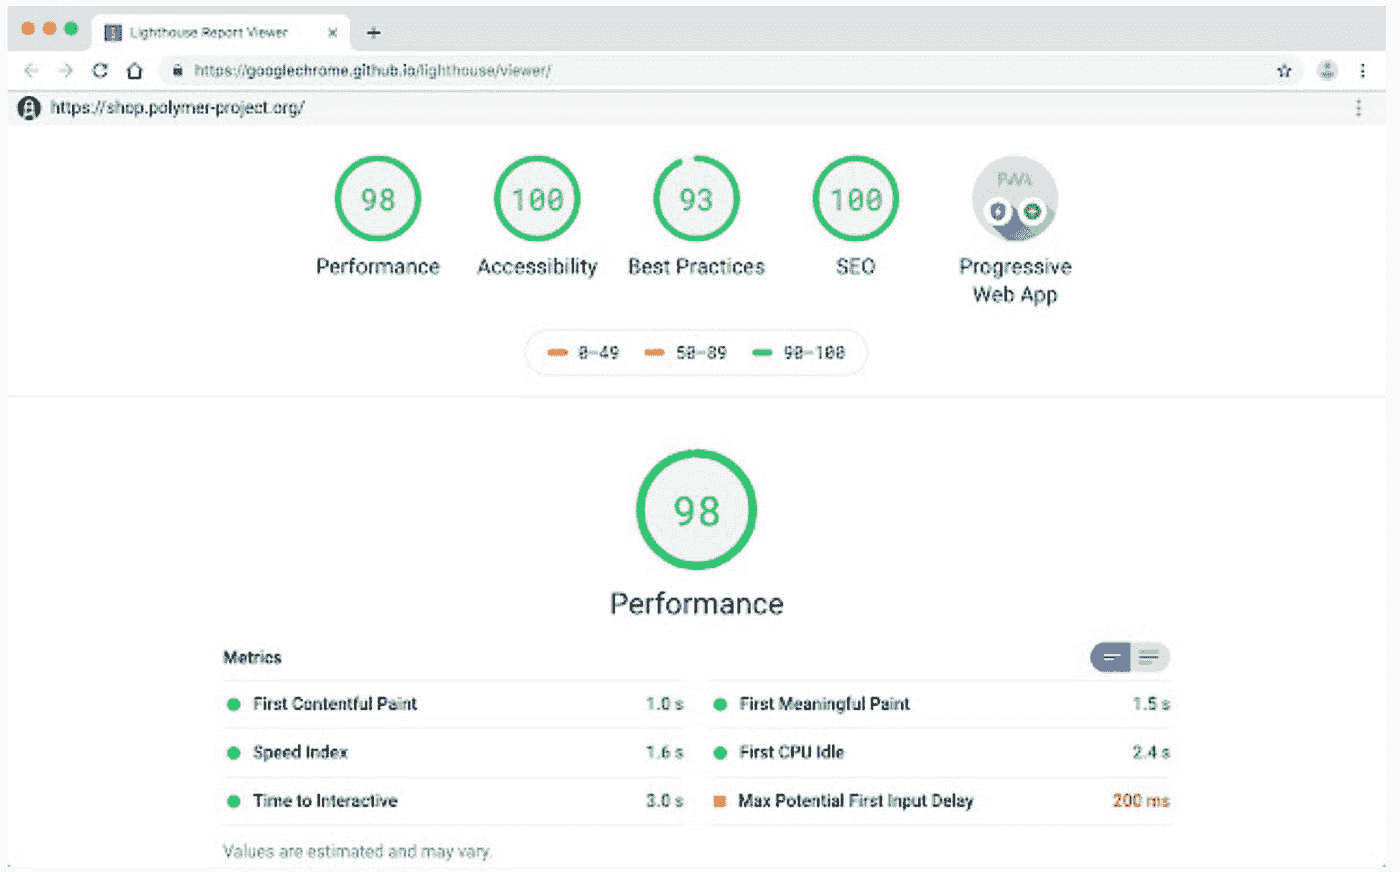 Lighthouse Report Viewer
https://googlechrome.github.io/lighthouse/viewer/
https://shop.polymer-project.org/
98 100 93 100 PWA
Performance Accessibility Best Practices SEO Progressive
Web App
0–49 50–89 90–100
98
Performance
Metrics
First Contentful Paint 1.0 s First Meaningful Paint 1.5 s
Speed Index 1.6 s First CPU Idle 2.4 s
Time to Interactive 3.0 s Max Potential First Input Delay 200 ms
Values are estimated and may vary.